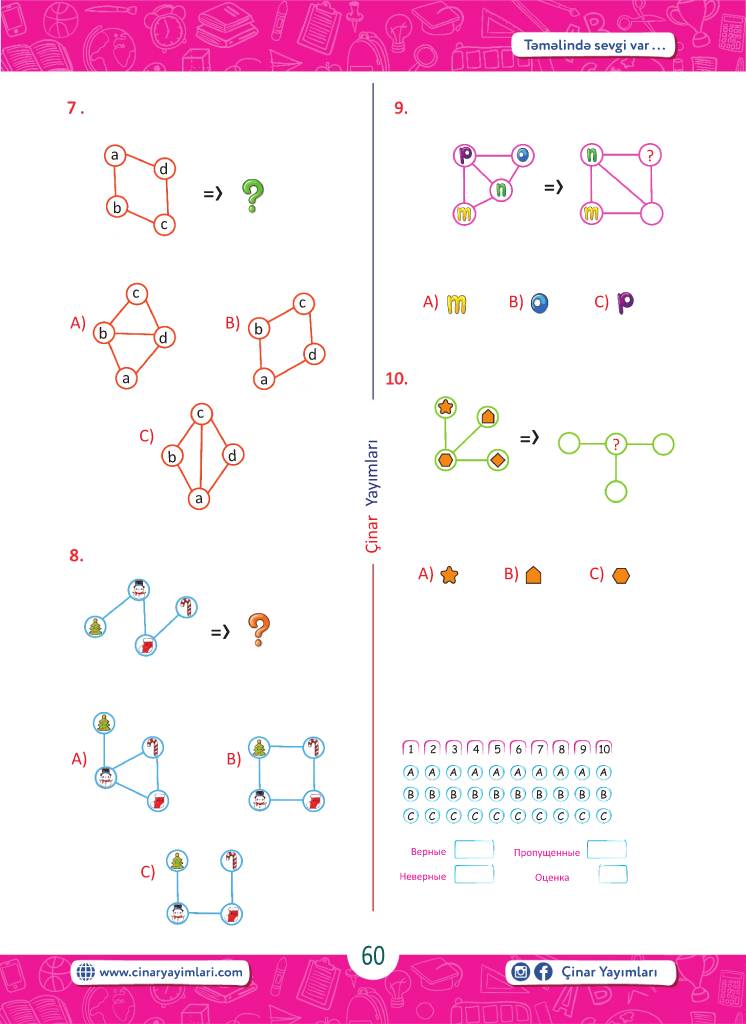 Təməlində sevgi var ...
7 .
a
d
b
c
=>
?
A)
c
b
d
a
B)
c
b
d
a
C)
c
b
d
a
8.
=>
?
A)
B)
C)
Çinar Yayımları
9.
p
o
n
m
=>
n
?
m
A) m
B) o
C) p
10.
=>
?
A)
B)
C)
1 2 3 4 5 6 7 8 9 10
A A A A A A A A A A
B B B B B B B B B B
C C C C C C C C C C
Верные
Пропущенные
Неверные
Оценка
www.cinaryayimlari.com
60
Çinar Yayımları